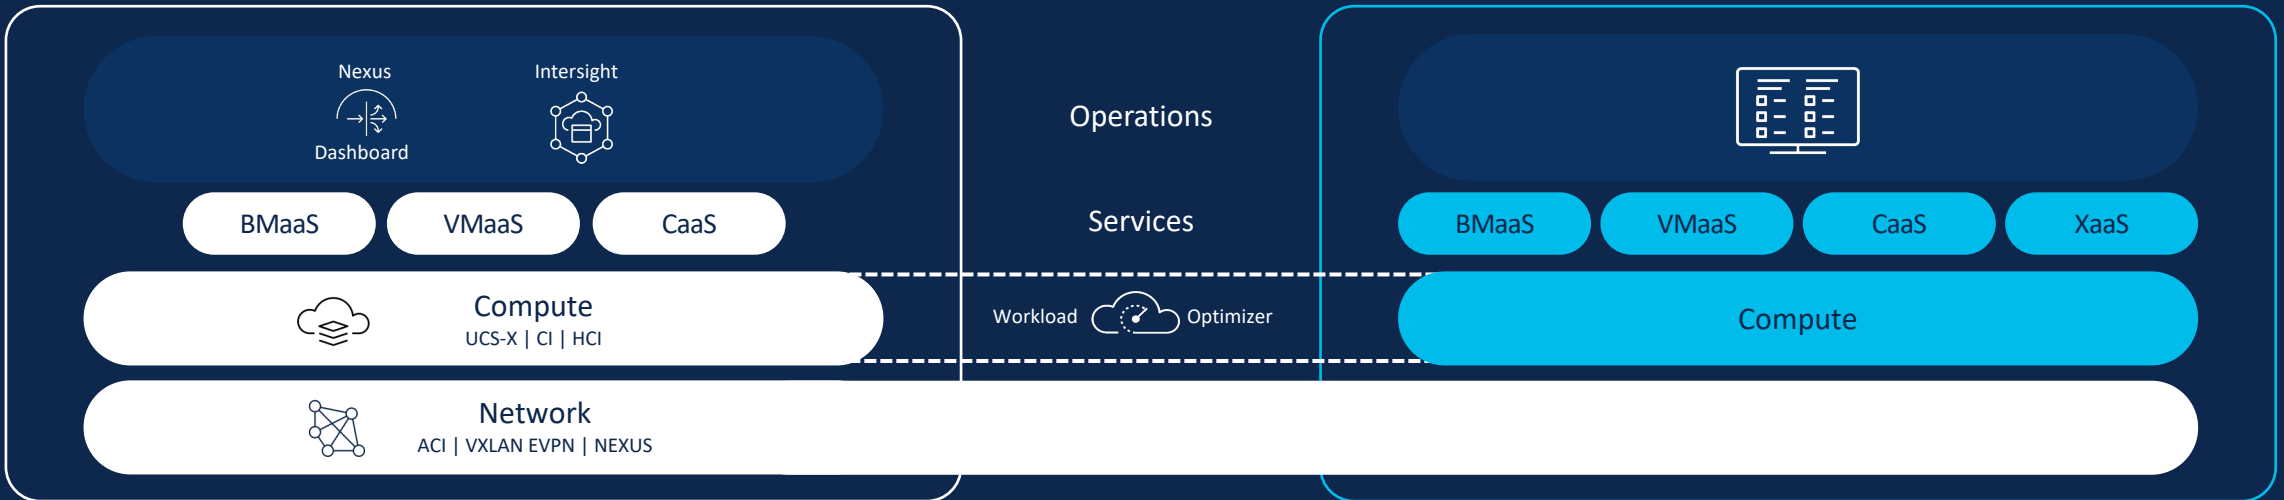 Nexus
Dashboard
Intersight
Operations
BMaaS
VMaaS
CaaS
Services
BMaaS
VMaaS
CaaS
XaaS
Compute
UCS-X | CI | HCI
Workload
Optimizer
Compute
Network
ACI | VXLAN EVPN | NEXUS